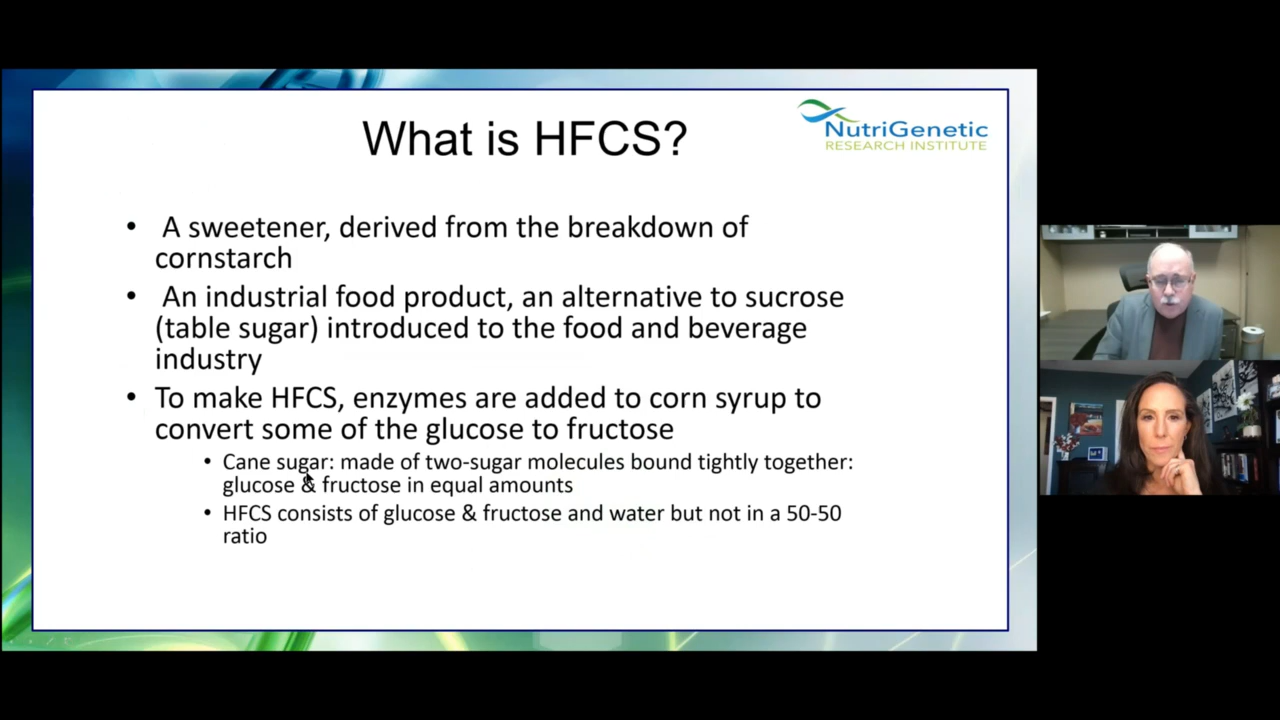 What is HFCS?
NutriGenetic
RESEARCH INSTITUTE
• A sweetener, derived from the breakdown of
cornstarch
• An industrial food product, an alternative to sucrose
(table sugar) introduced to the food and beverage
industry
• To make HFCS, enzymes are added to corn syrup to
convert some of the glucose to fructose
• Cane sugar: made of two-sugar molecules bound tightly together:
glucose & fructose in equal amounts
• HFCS consists of glucose & fructose and water but not in a 50-50
ratio